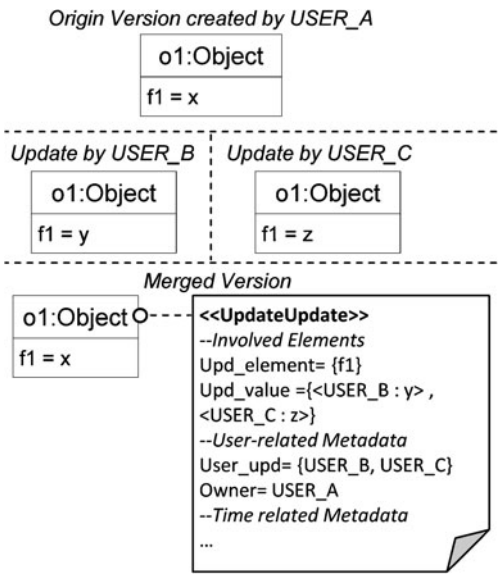 Origin Version created by USER_A
o1:Object
f1 = x
Update by USER_B
Update by USER_C
o1:Object
f1 = y
o1:Object
f1 = z
Merged Version
o1:Object
f1 = x
<<UpdateUpdate>>
--Involved Elements
Upd_element= {f1}
Upd_value ={<USER_B : y> ,
<USER_C : z>}
--User-related Metadata
User_upd= {USER_B, USER_C}
Owner= USER_A
--Time related Metadata
...